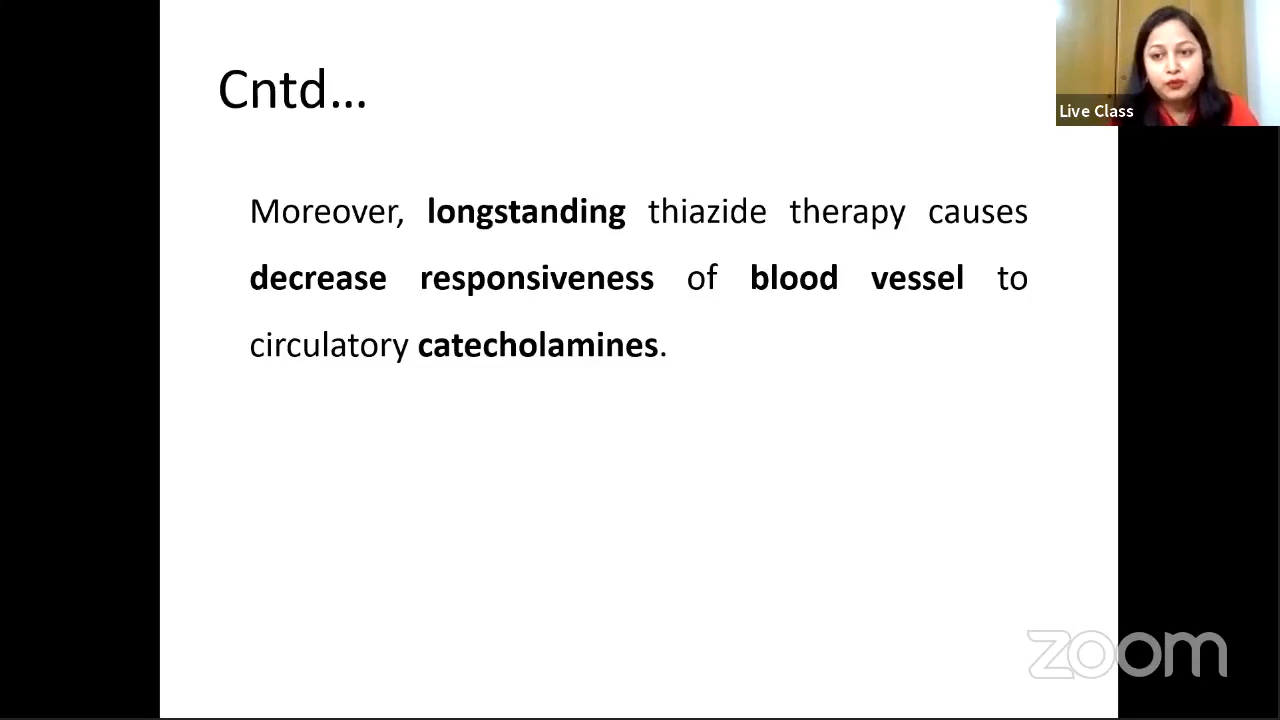 Cntd...
Live Class
Moreover, longstanding thiazide therapy causes
decrease responsiveness of blood vessel to
circulatory catecholamines.
zoom